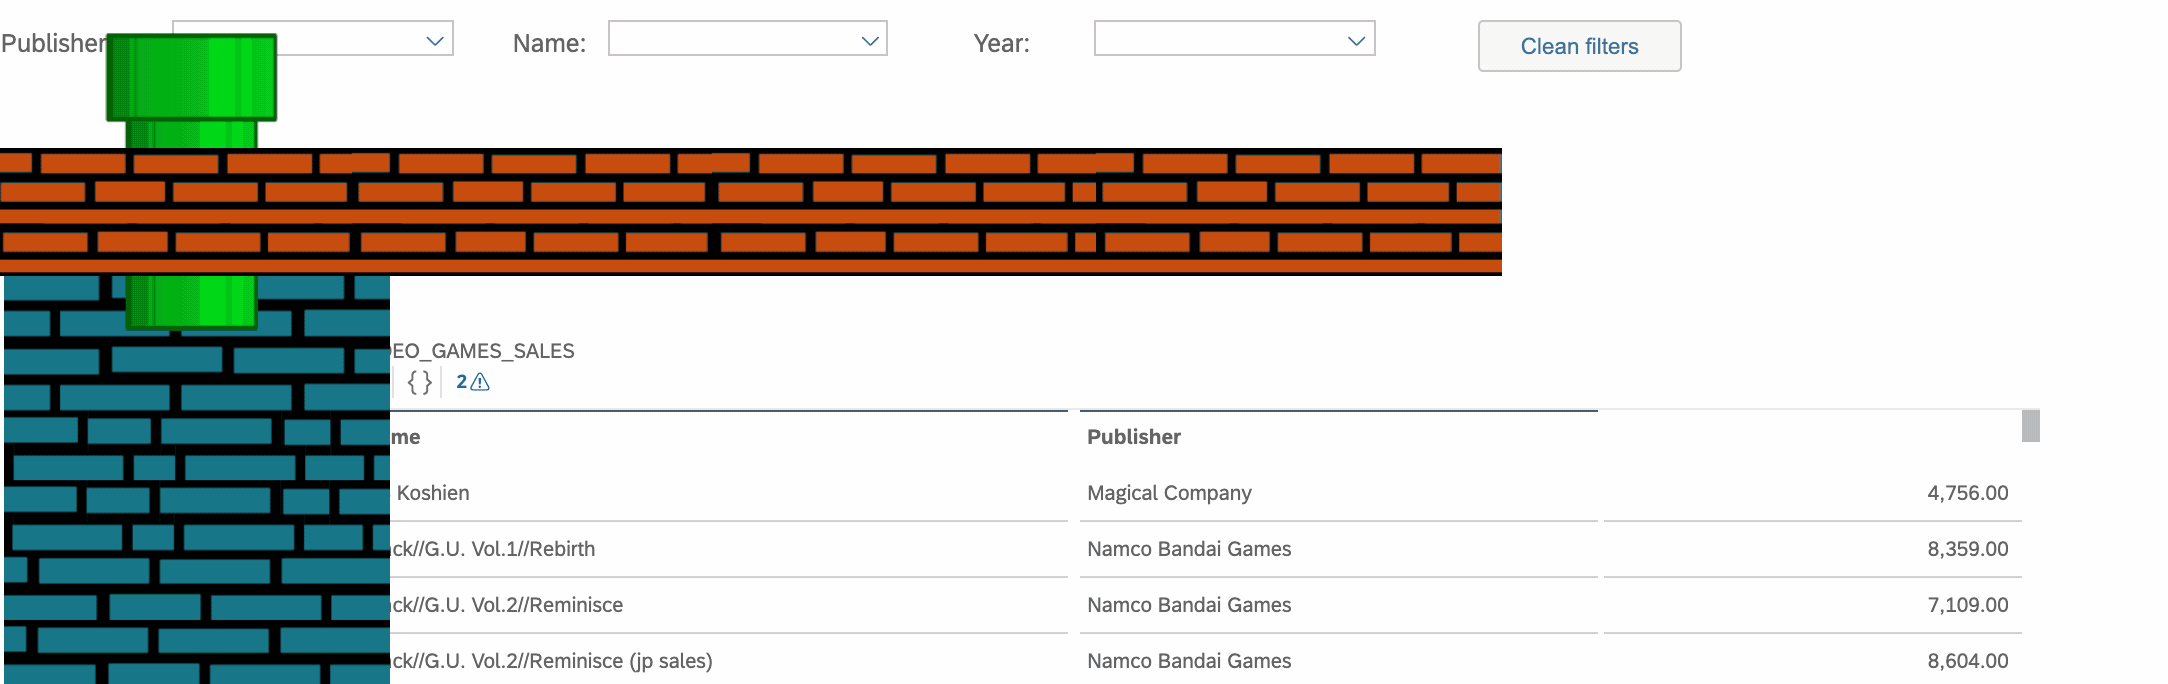 Publisher
Name:
Year:
Clean filters
EO_GAMES_SALES
{} 2
me Publisher
Koshien Magical Company 4,756.00
ck//G.U. Vol.1//Rebirth Namco Bandai Games 8,359.00
ck//G.U. Vol.2//Reminisce Namco Bandai Games 7,109.00
ck//G.U. Vol.2//Reminisce (jp sales) Namco Bandai Games 8,604.00